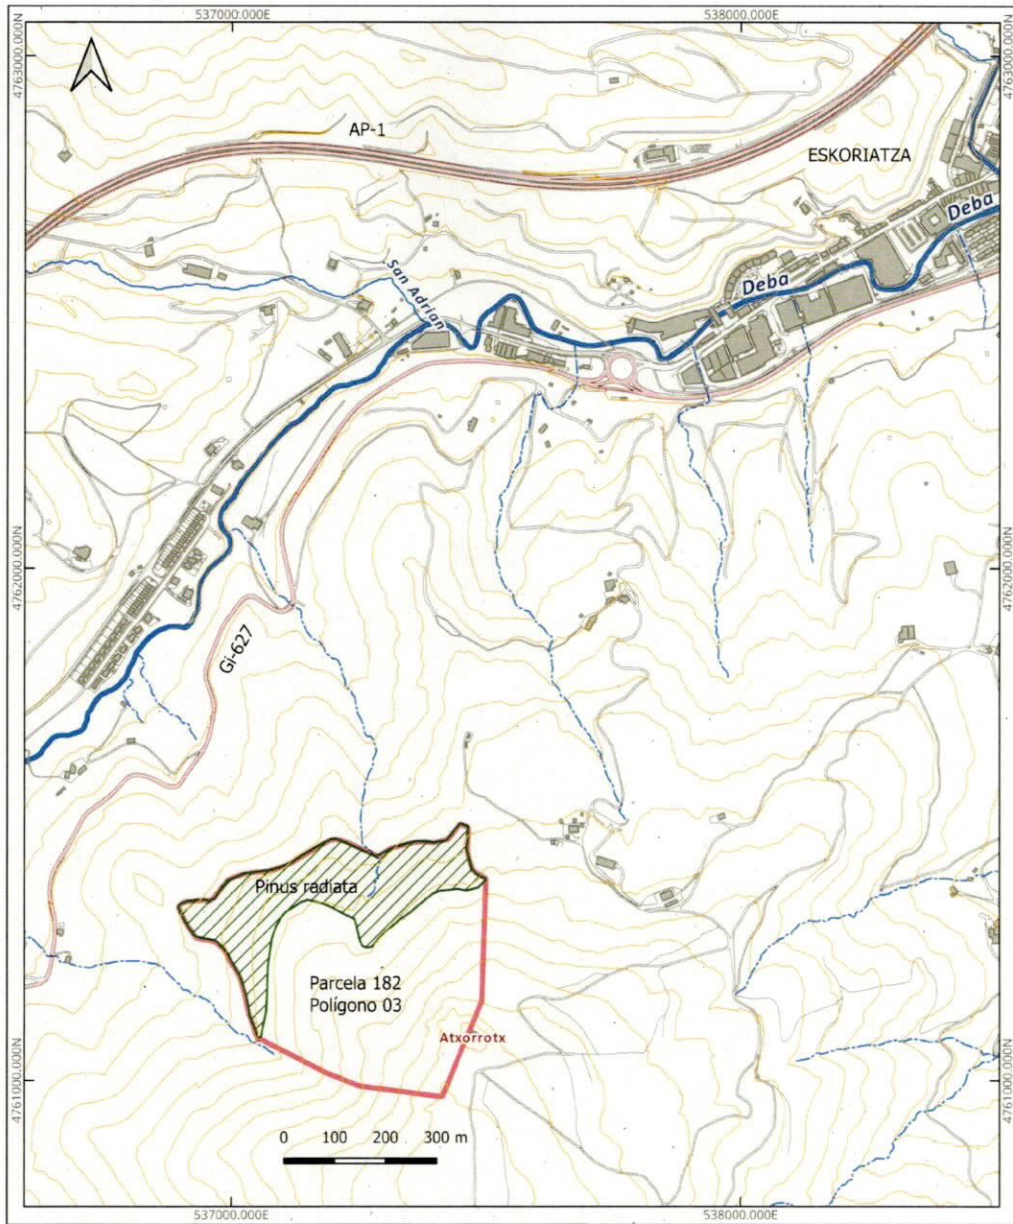 537000.000E
538000.000E
4763000.000N
4763000.000N
AP-1
ESKORIATZA
Deba
San Adrian
Deba
4762000.000N
4762000.000N
Gi-627
Pinus radiata
Parcela 182
Polígono 03
Atxorrotx
4761000.000N
4761000.000N
0 100 200 300 m
537000.000E
538000.000E